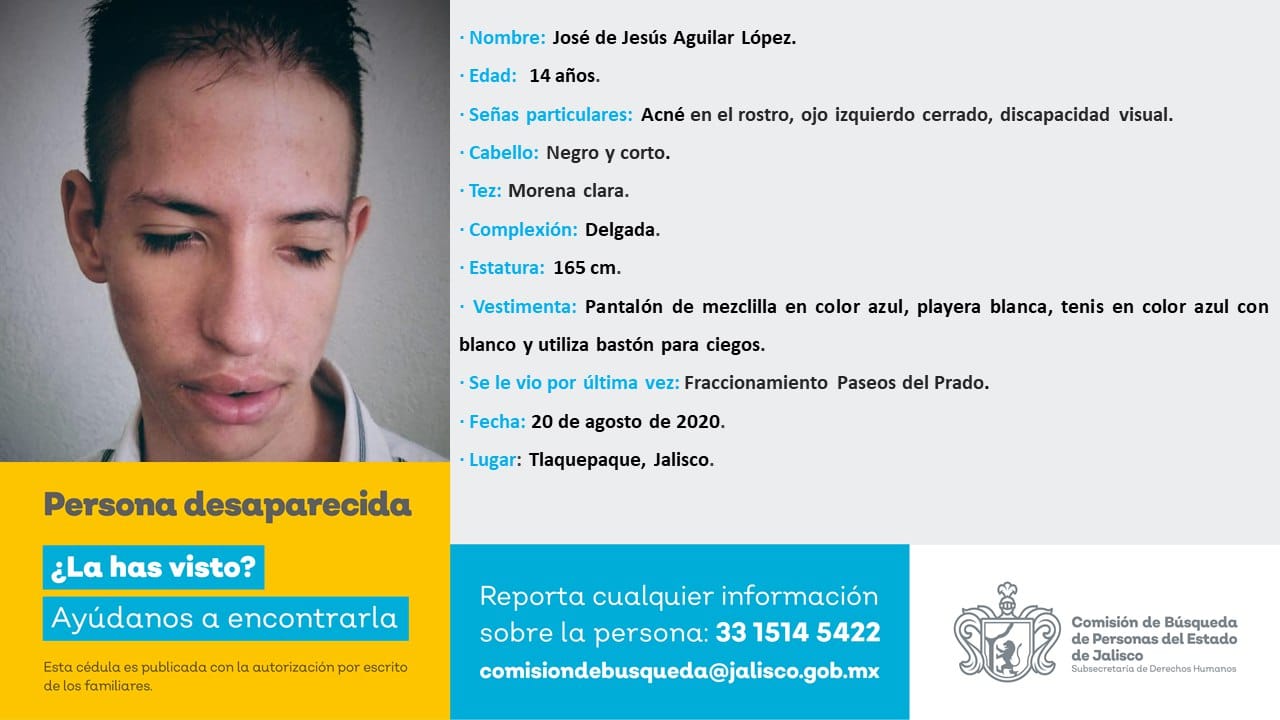 · Nombre: José de Jesús Aguilar López.
· Edad: 14 años.
· Señas particulares: Acné en el rostro, ojo izquierdo cerrado, discapacidad visual.
· Cabello: Negro y corto.
· Tez: Morena clara.
· Complexión: Delgada.
· Estatura: 165 cm.
· Vestimenta: Pantalón de mezclilla en color azul, playera blanca, tenis en color azul con
blanco y utiliza bastón para ciegos.
· Se le vio por última vez: Fraccionamiento Paseos del Prado.
· Fecha: 20 de agosto de 2020.
· Lugar: Tlaquepaque, Jalisco.
Persona desaparecida
¿La has visto?
Ayúdanos a encontrarla
Esta cédula es publicada con la autorización por escrito
de los familiares.
Reporta cualquier información
sobre la persona: 33 1514 5422
comisiondebusqueda@jalisco.gob.mx
Comisión de Búsqueda
de Personas del Estado
de Jalisco
Subsecretaría de Derechos Humanos